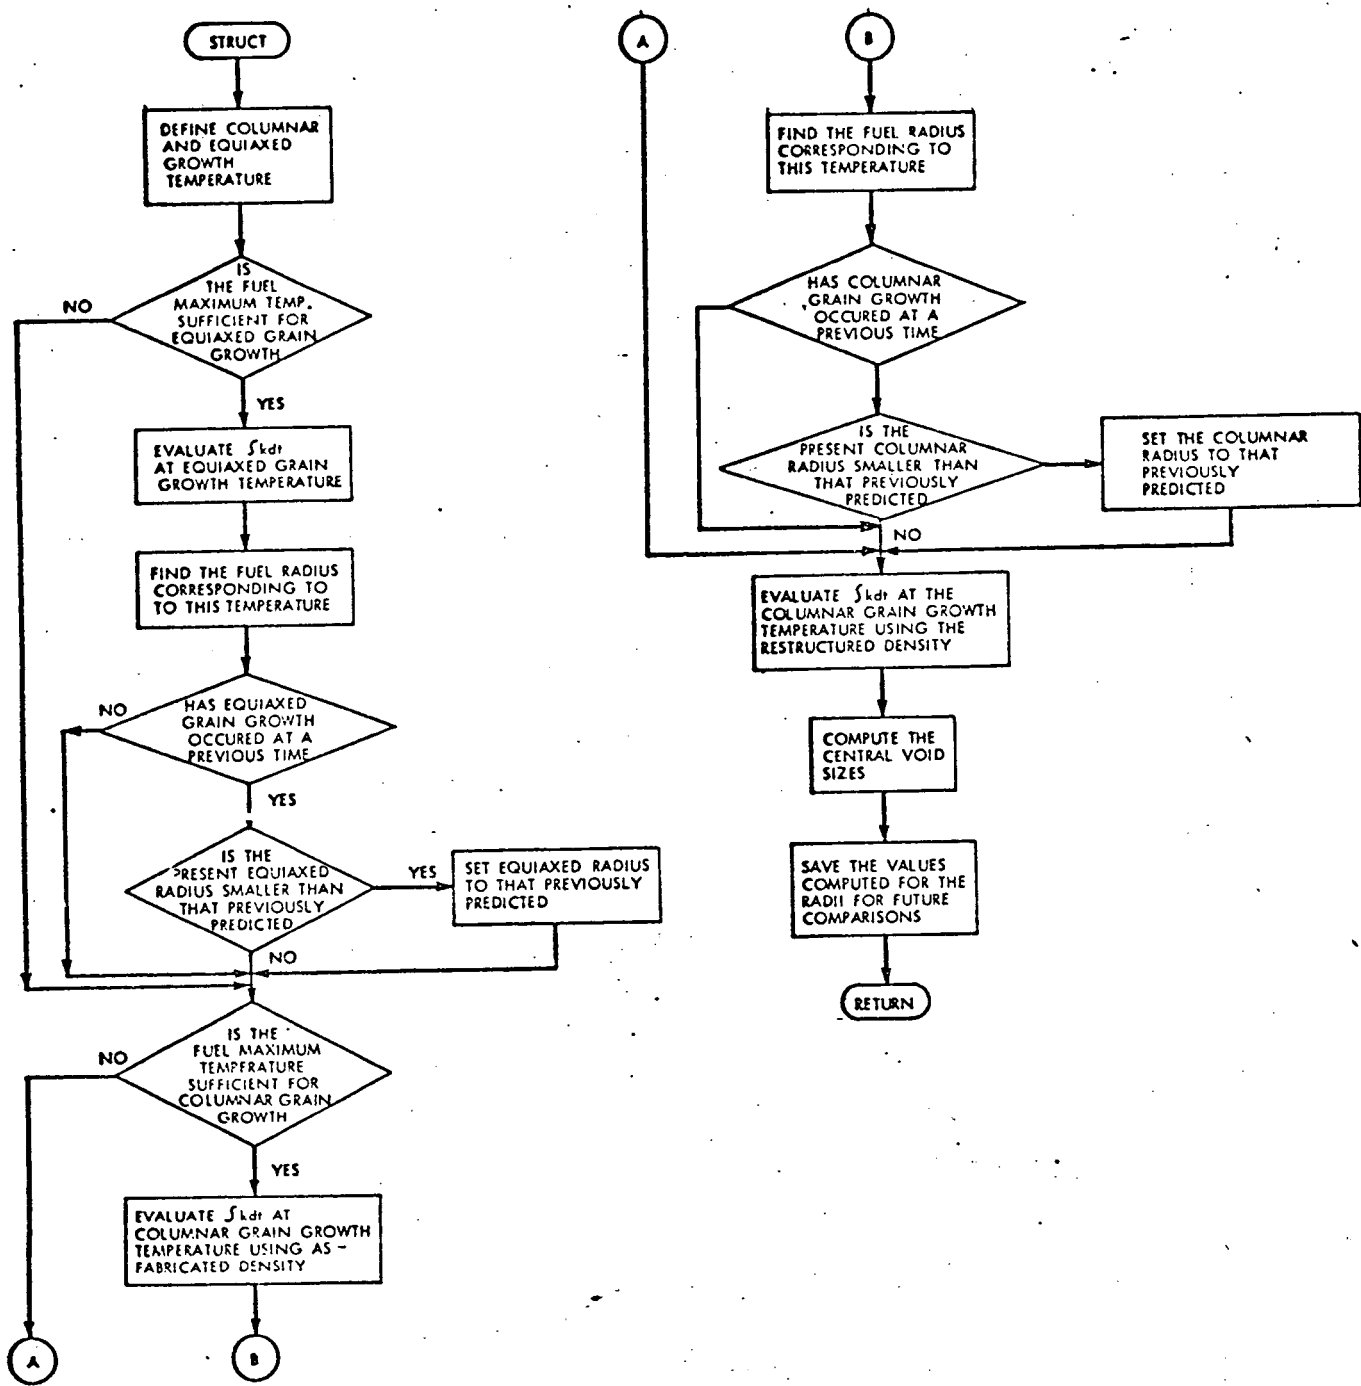 STRUCT
DEFINE COLUMNAR
AND EQUIAXED
GROWTH
TEMPERATURE
IS
THE FUEL
MAXIMUM TEMP.
SUFFICIENT FOR
EQUIAXED GRAIN
GROWTH
NO
YES
EVALUATE ∫kdt
AT EQUIAXED GRAIN
GROWTH TEMPERATURE
FIND THE FUEL RADIUS
CORRESPONDING TO
TO THIS TEMPERATURE
HAS EQUIAXED
GRAIN GROWTH
OCCURED AT A
PREVIOUS TIME
NO
YES
IS THE
PRESENT EQUIAXED
RADIUS SMALLER THAN
THAT PREVIOUSLY
PREDICTED
YES
SET EQUIAXED RADIUS
TO THAT PREVIOUSLY
PREDICTED
NO
IS THE
FUEL MAXIMUM
TEMPERATURE
SUFFICIENT FOR
COLUMNAR GRAIN
GROWTH
NO
YES
EVALUATE ∫kdt AT
COLUMNAR GRAIN GROWTH
TEMPERATURE USING AS-
FABRICATED DENSITY
A
B
A
B
FIND THE FUEL RADIUS
CORRESPONDING TO
THIS TEMPERATURE
HAS COLUMNAR
GRAIN GROWTH
OCCURED AT A
PREVIOUS TIME
IS THE
PRESENT COLUMNAR
RADIUS SMALLER THAN
THAT PREVIOUSLY
PREDICTED
SET THE COLUMNAR
RADIUS TO THAT
PREVIOUSLY
PREDICTED
NO
EVALUATE ∫kdt AT THE
COLUMNAR GRAIN GROWTH
TEMPERATURE USING THE
RESTRUCTURED DENSITY
COMPUTE THE
CENTRAL VOID
SIZES
SAVE THE VALUES
COMPUTED FOR THE
RADII FOR FUTURE
COMPARISONS
RETURN